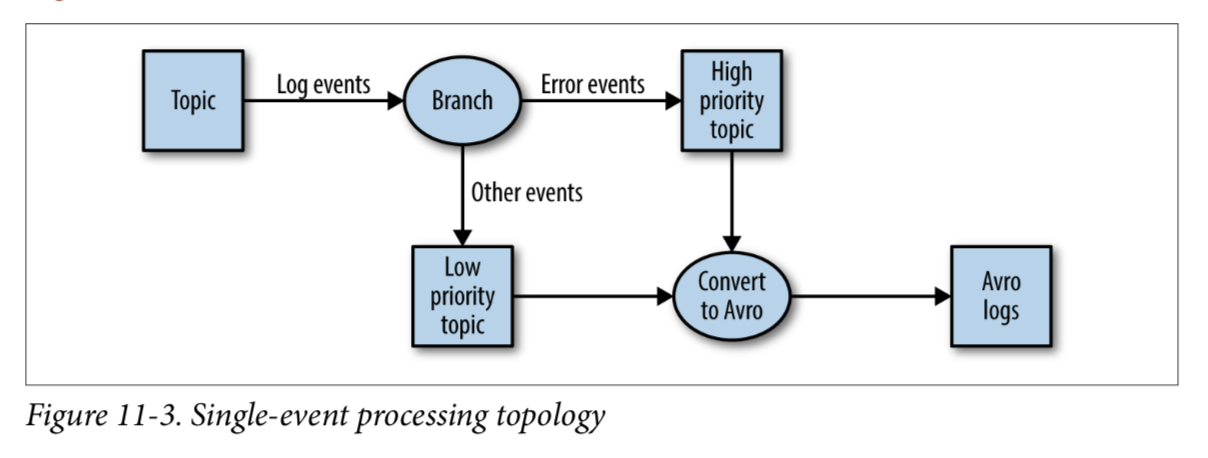 Topic
Log events
Branch
Error events
High
priority
topic
Other events
Low
priority
topic
Convert
to Avro
Avro
logs
Figure 11-3. Single-event processing topology